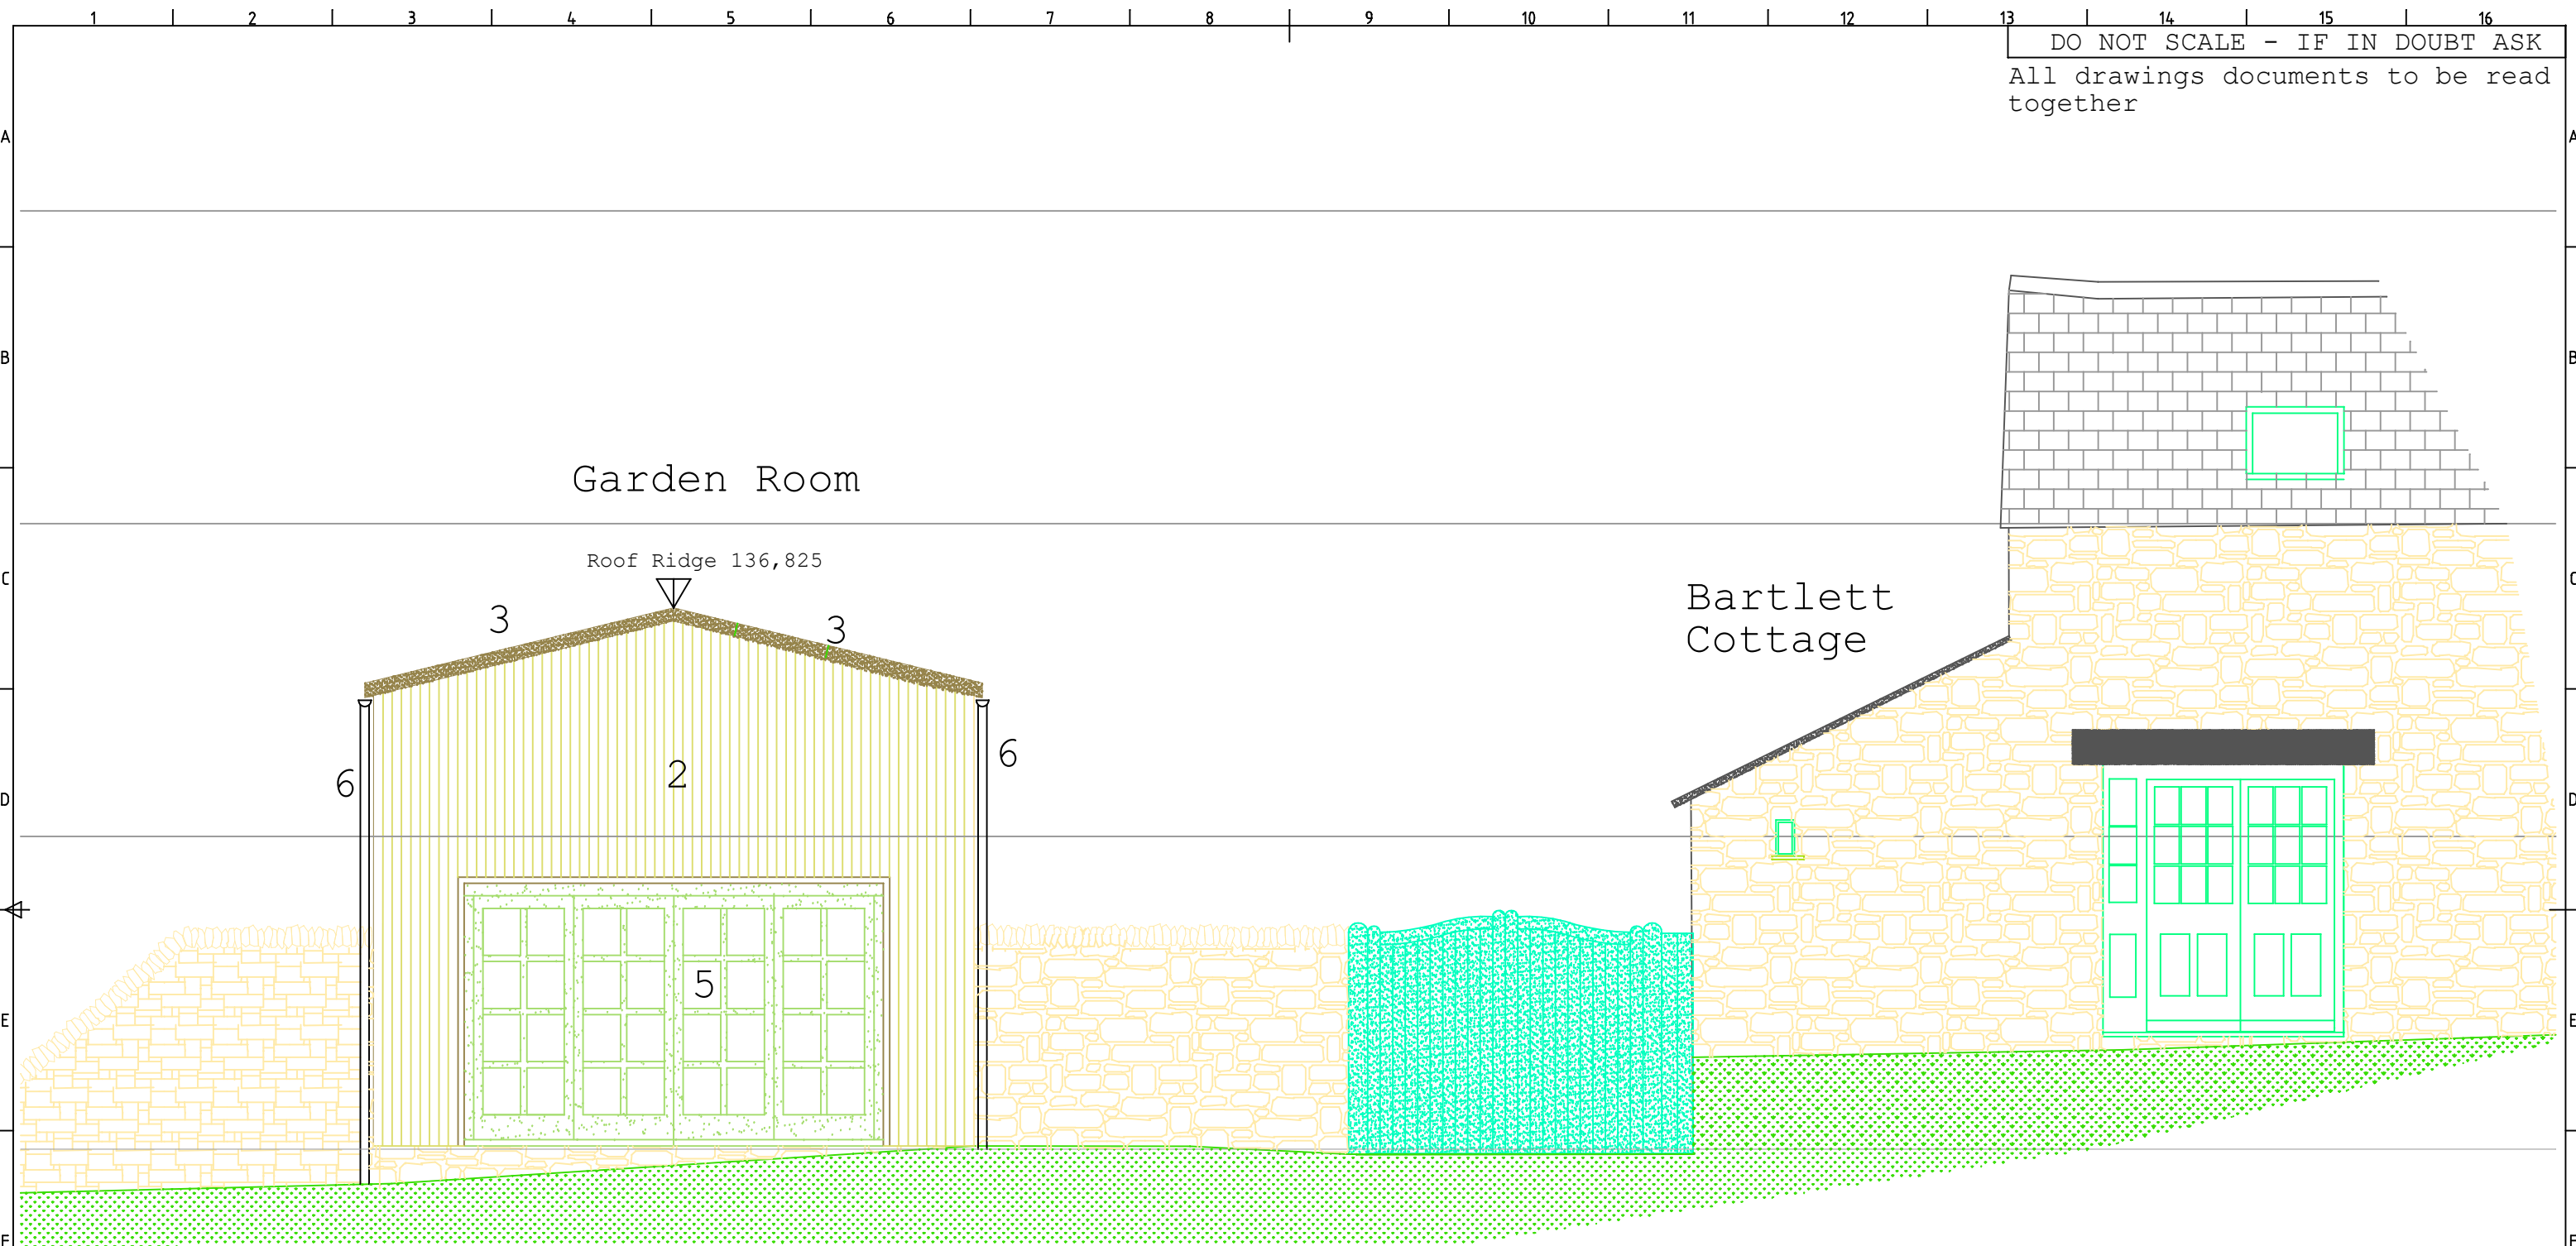 1 2 3 4 5 6 7 8 9 10 11 12 13 14 15 16
DO NOT SCALE - IF IN DOUBT ASK
All drawings documents to be read
together
A A
B B
Garden Room
Roof Ridge 136,825
C C
Bartlett
Cottage
3 3
6 2 6
D D
5
E E
F F